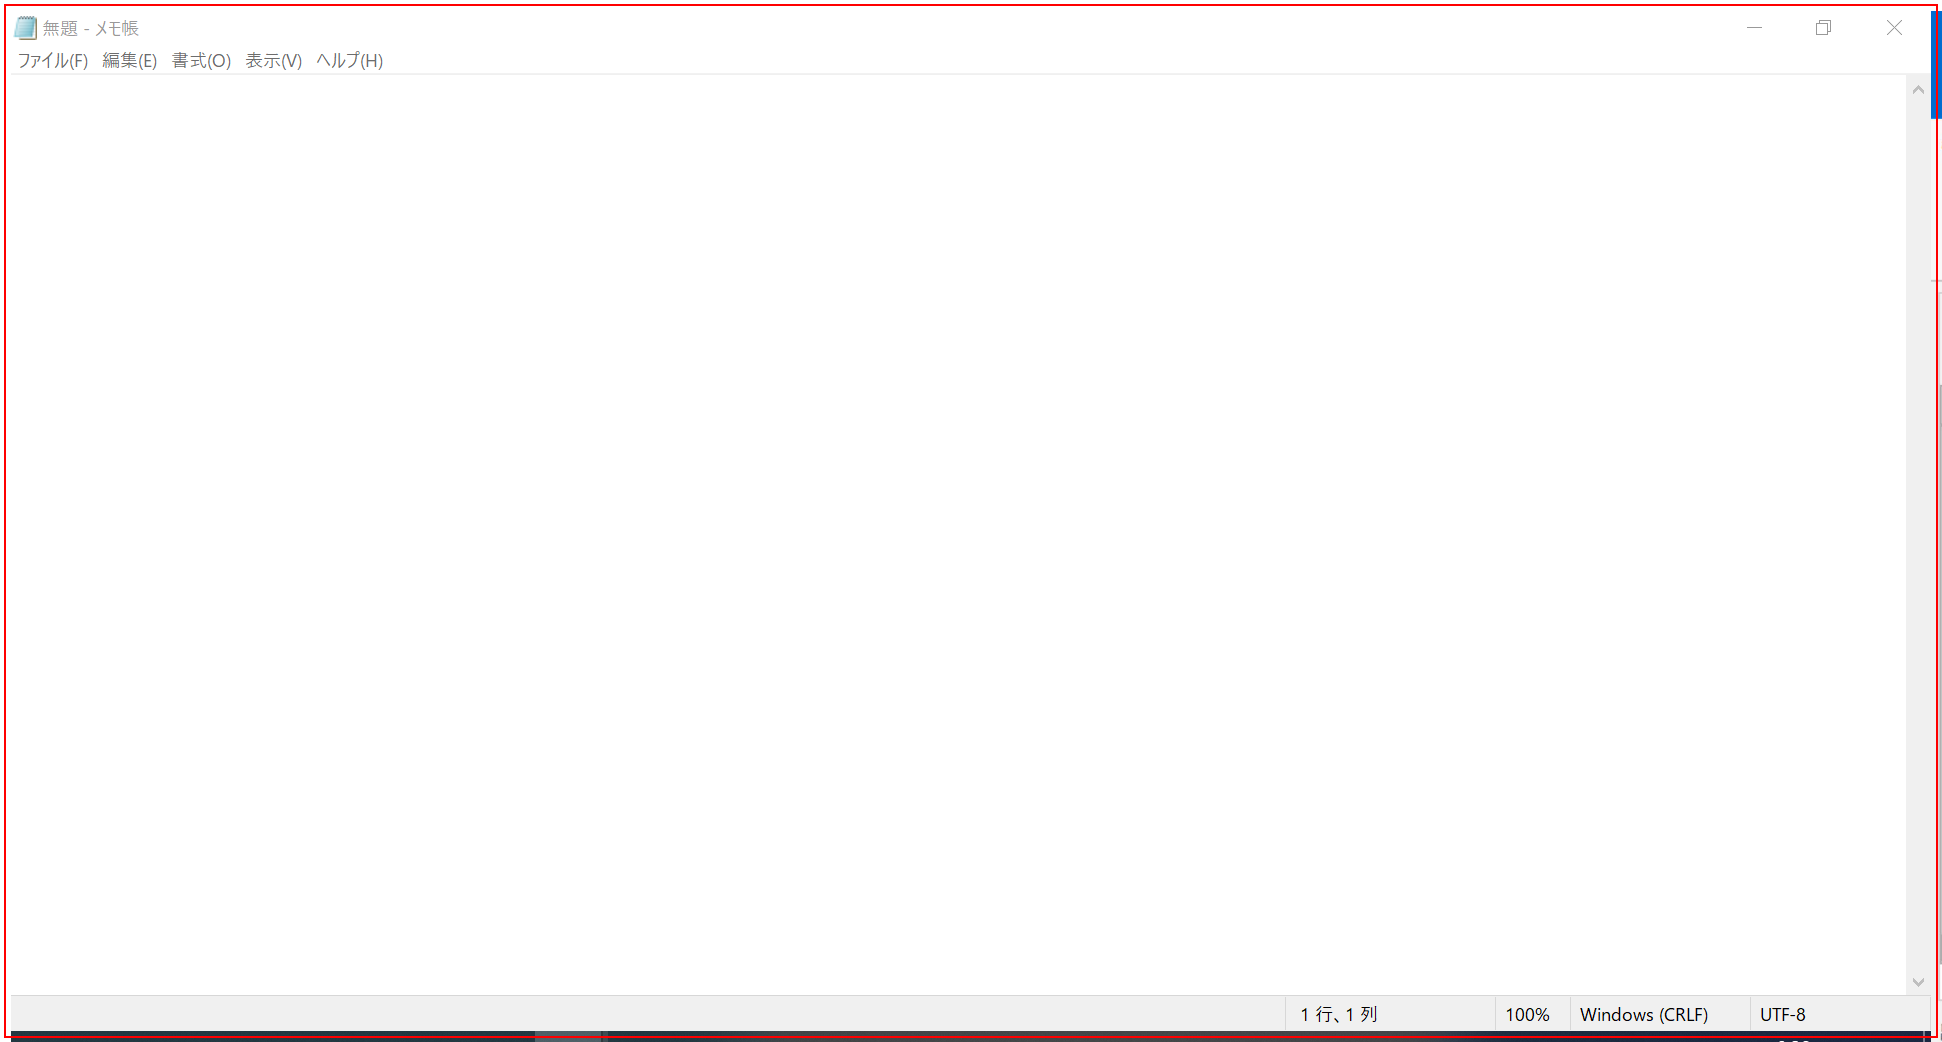 無題 - メモ帳
ファイル(F) 編集(E) 書式(O) 表示(V) ヘルプ(H)
1 行、1 列 100% Windows (CRLF) UTF-8